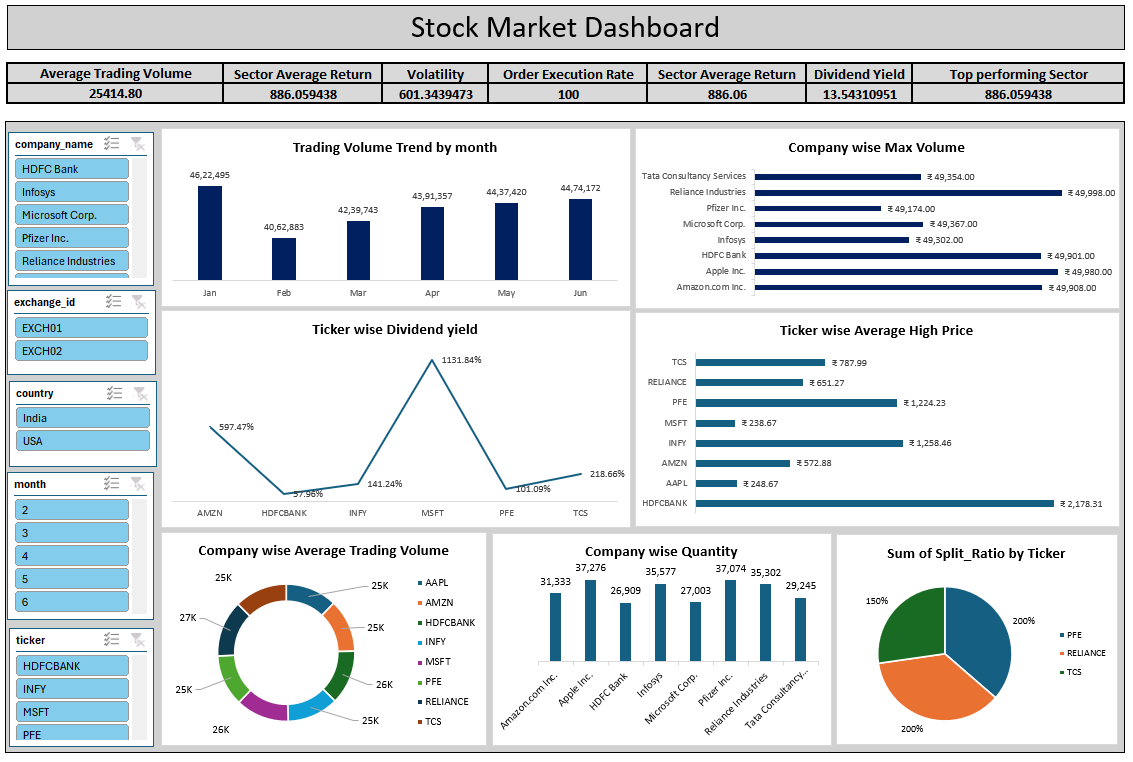 Stock Market Dashboard
Average Trading Volume Sector Average Return Volatility Order Execution Rate Sector Average Return Dividend Yield Top performing Sector
25414.80 886.059438 601.3439473 100 886.06 13.54310951 886.059438
company_name
HDFC Bank
Infosys
Microsoft Corp.
Pfizer Inc.
Reliance Industries
exchange_id
EXCH01
EXCH02
country
India
USA
month
2
3
4
5
6
ticker
HDFCBANK
INFY
MSFT
PFE
Trading Volume Trend by month
46,22,495
40,62,883
42,39,743
43,91,357
44,37,420
44,74,172
Jan Feb Mar Apr May Jun
Company wise Max Volume
Tata Consultancy Services ₹ 49,354.00
Reliance Industries ₹ 49,998.00
Pfizer Inc. ₹ 49,174.00
Microsoft Corp. ₹ 49,367.00
Infosys ₹ 49,302.00
HDFC Bank ₹ 49,901.00
Apple Inc. ₹ 49,980.00
Amazon.com Inc. ₹ 49,908.00
Ticker wise Dividend yield
597.47%
57.96%
141.24%
1131.84%
101.09%
218.66%
AMZN HDFCBANK INFY MSFT PFE TCS
Ticker wise Average High Price
TCS ₹ 787.99
RELIANCE ₹ 651.27
PFE ₹ 1,224.23
MSFT ₹ 238.67
INFY ₹ 1,258.46
AMZN ₹ 572.88
AAPL ₹ 248.67
HDFCBANK ₹ 2,178.31
Company wise Average Trading Volume
25K
25K
26K
25K
26K
25K
27K
25K
AAPL
AMZN
HDFCBANK
INFY
MSFT
PFE
RELIANCE
TCS
Company wise Quantity
31,333
37,276
26,909
35,577
27,003
37,074
35,302
29,245
Amazon.com Inc.
Apple Inc.
HDFC Bank
Infosys
Microsoft Corp.
Pfizer Inc.
Reliance Industries
Tata Consultancy...
Sum of Split_Ratio by Ticker
150%
200%
200%
PFE
RELIANCE
TCS